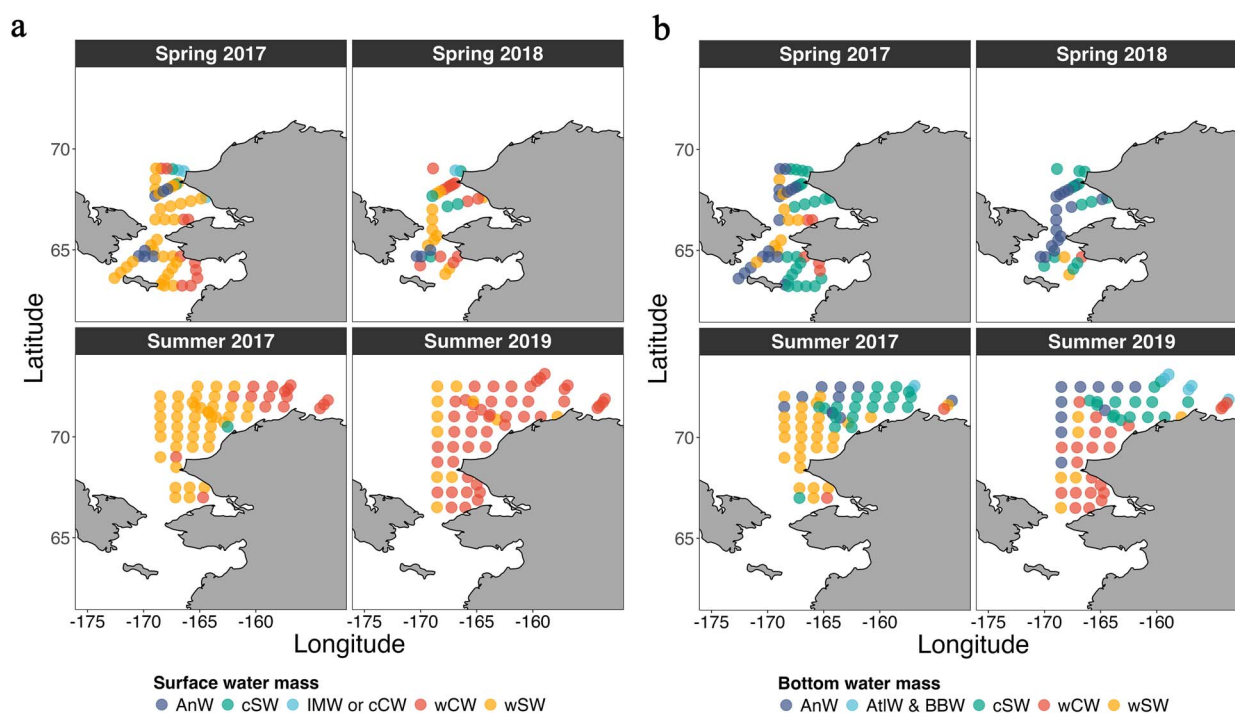 a
Spring 2017
Spring 2018
70
65
Latitude
Summer 2017
Summer 2019
70
65
-175 -170 -165 -160 -175 -170 -165 -160
Longitude
Surface water mass
AnW cSW IMW or cCW wCW wSW
b
Spring 2017
Spring 2018
70
65
Latitude
Summer 2017
Summer 2019
70
65
-175 -170 -165 -160 -175 -170 -165 -160
Longitude
Bottom water mass
AnW AtlW & BBW cSW wCW wSW